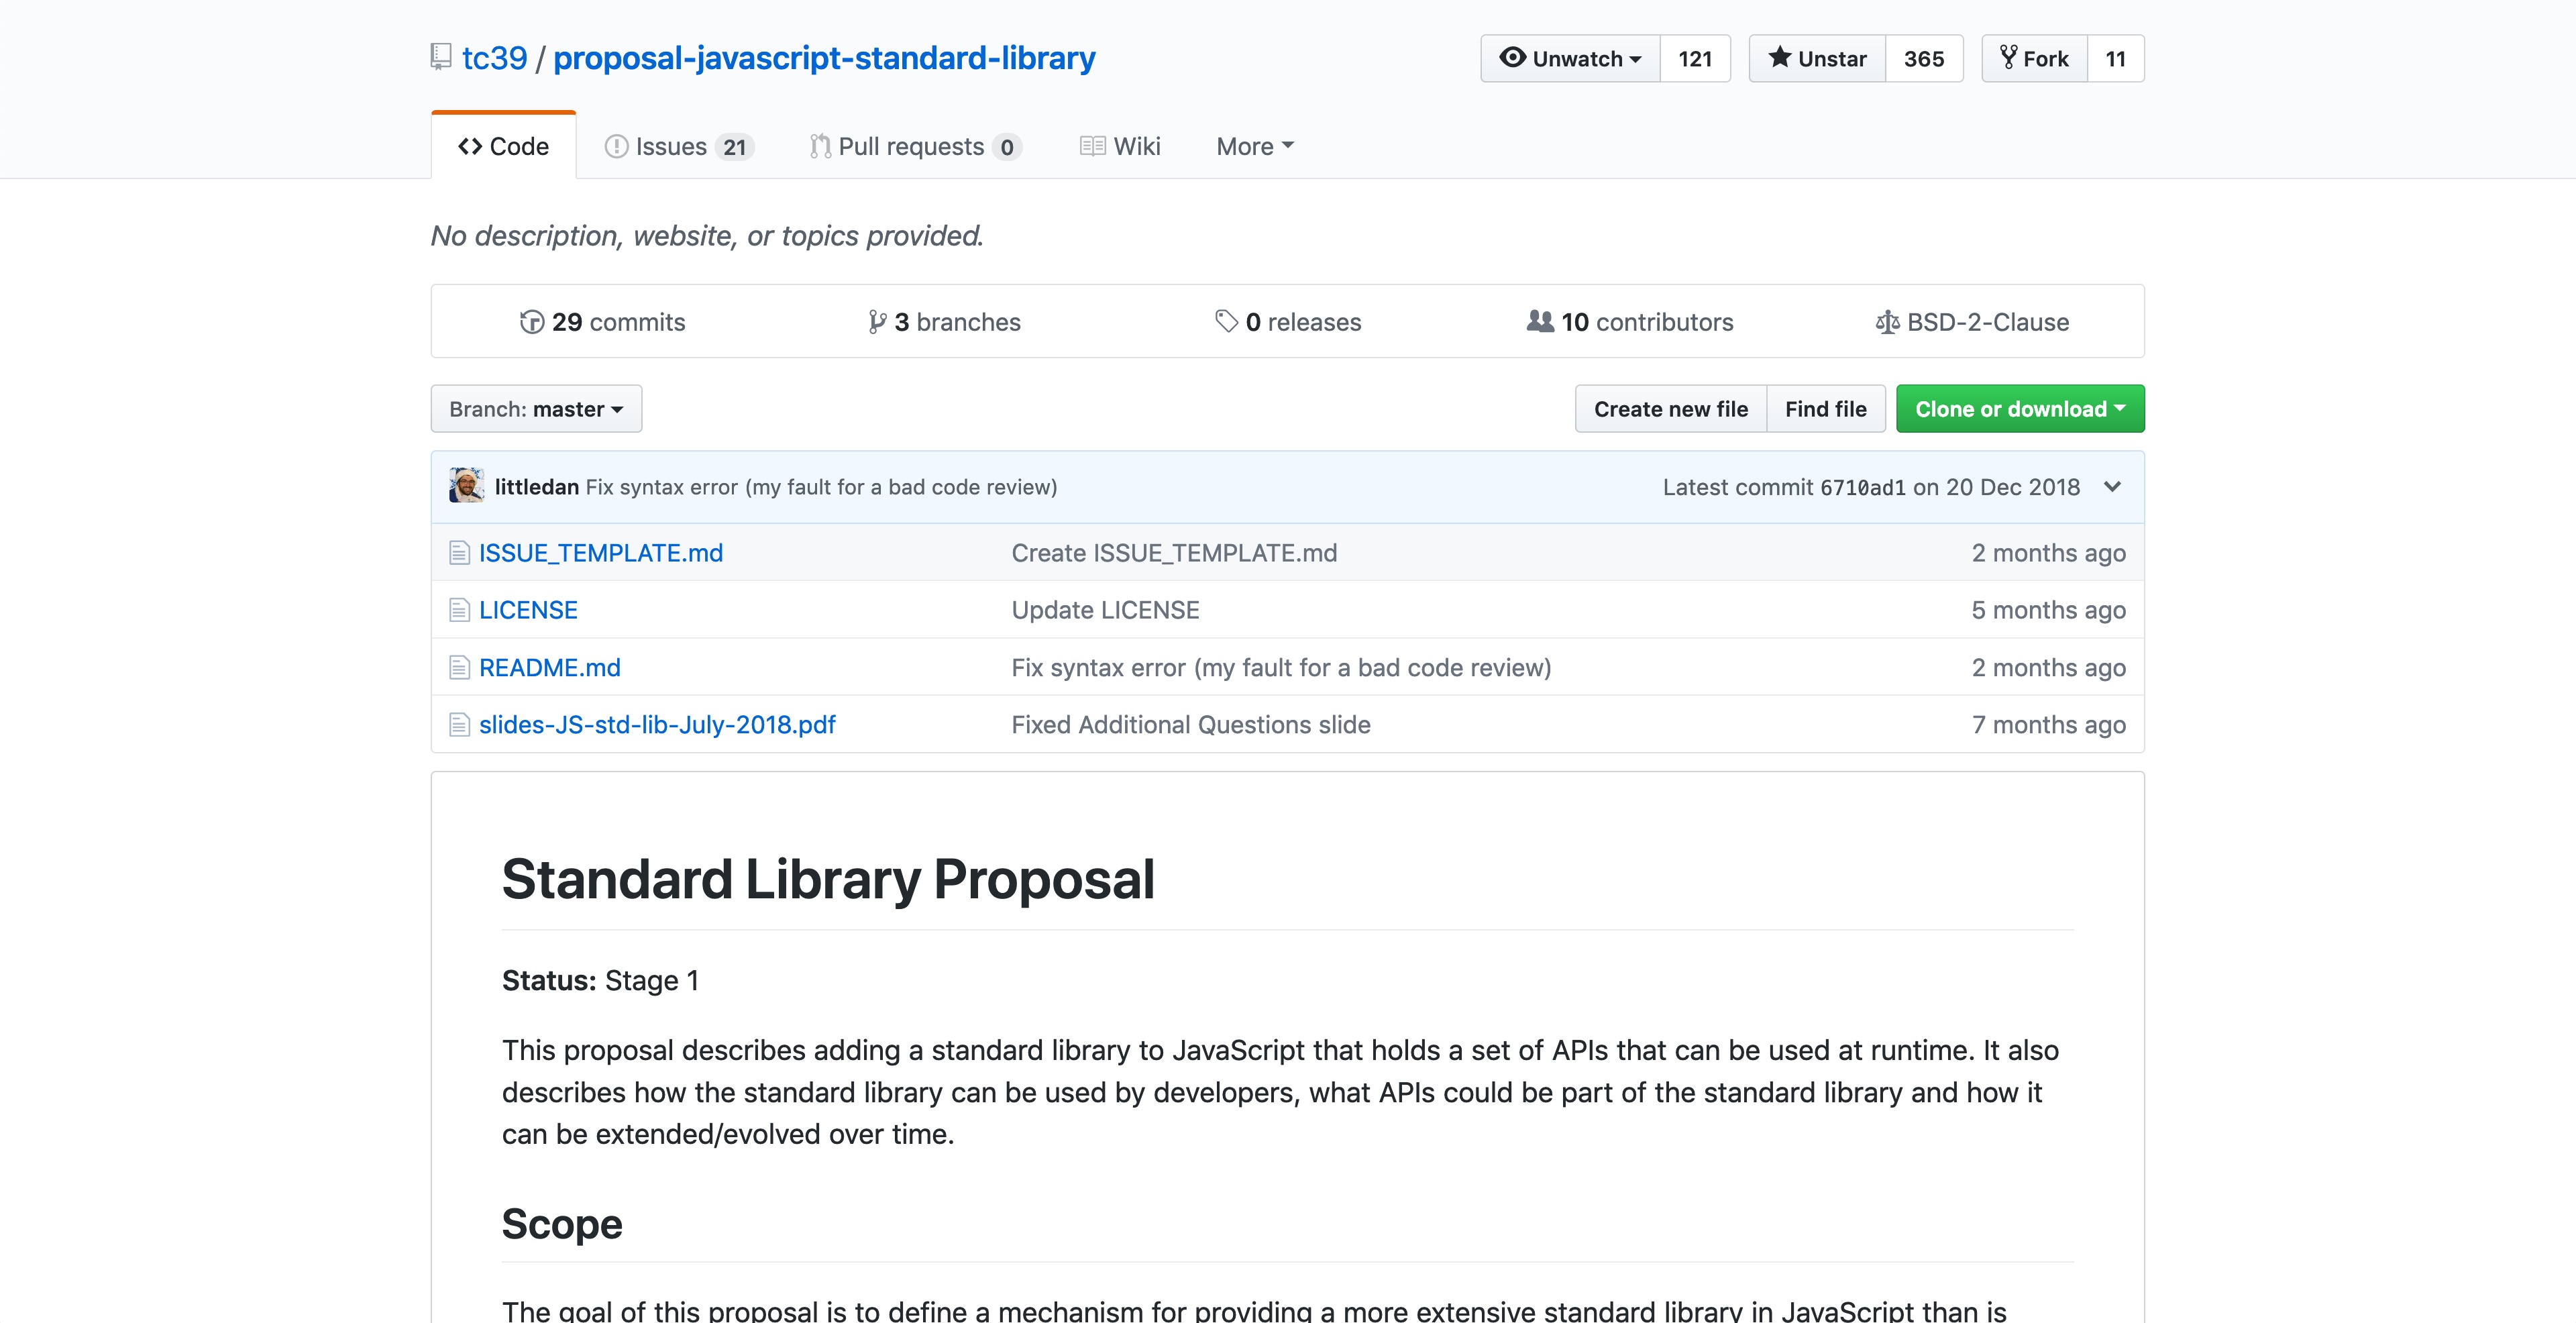 tc39 / proposal-javascript-standard-library
Unwatch 121 Unstar 365 Fork 11
Code Issues 21 Pull requests 0 Wiki More
No description, website, or topics provided.
29 commits 3 branches 0 releases 10 contributors BSD-2-Clause
Branch: master Create new file Find file Clone or download
littledan Fix syntax error (my fault for a bad code review) Latest commit 6710ad1 on 20 Dec 2018
ISSUE_TEMPLATE.md Create ISSUE_TEMPLATE.md 2 months ago
LICENSE Update LICENSE 5 months ago
README.md Fix syntax error (my fault for a bad code review) 2 months ago
slides-JS-std-lib-July-2018.pdf Fixed Additional Questions slide 7 months ago
Standard Library Proposal
Status: Stage 1
This proposal describes adding a standard library to JavaScript that holds a set of APIs that can be used at runtime. It also
describes how the standard library can be used by developers, what APIs could be part of the standard library and how it
can be extended/evolved over time.
Scope
The goal of this proposal is to define a mechanism for providing a more extensive standard library in JavaScript than is